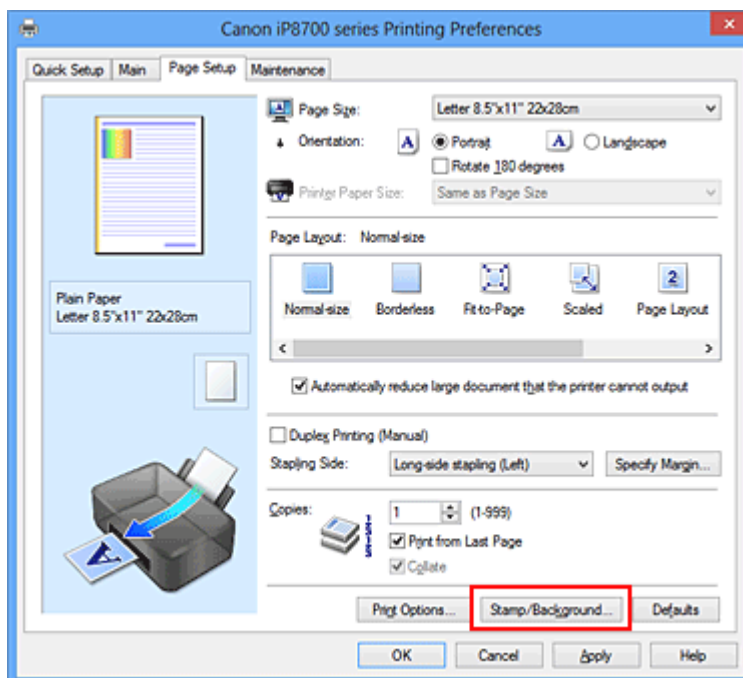 Canon iP8700 series Printing Preferences
Quick Setup Main Page Setup Maintenance
Page Size: Letter 8.5"x11" 22x28cm
Orientation: A Portrait A Landscape
Rotate 180 degrees
Printer Paper Size: Same as Page Size
Page Layout: Normal-size
2
Normal-size Borderless Fit-to-Page Scaled Page Layout
Plain Paper
Letter 8.5"x11" 22x28cm
Automatically reduce large document that the printer cannot output
Duplex Printing (Manual)
Stapling Side: Long-side stapling (Left) Specify Margin...
Copies: 1 (1-999)
Print from Last Page
Collate
A
Print Options... Stamp/Background... Defaults
OK Cancel Apply Help